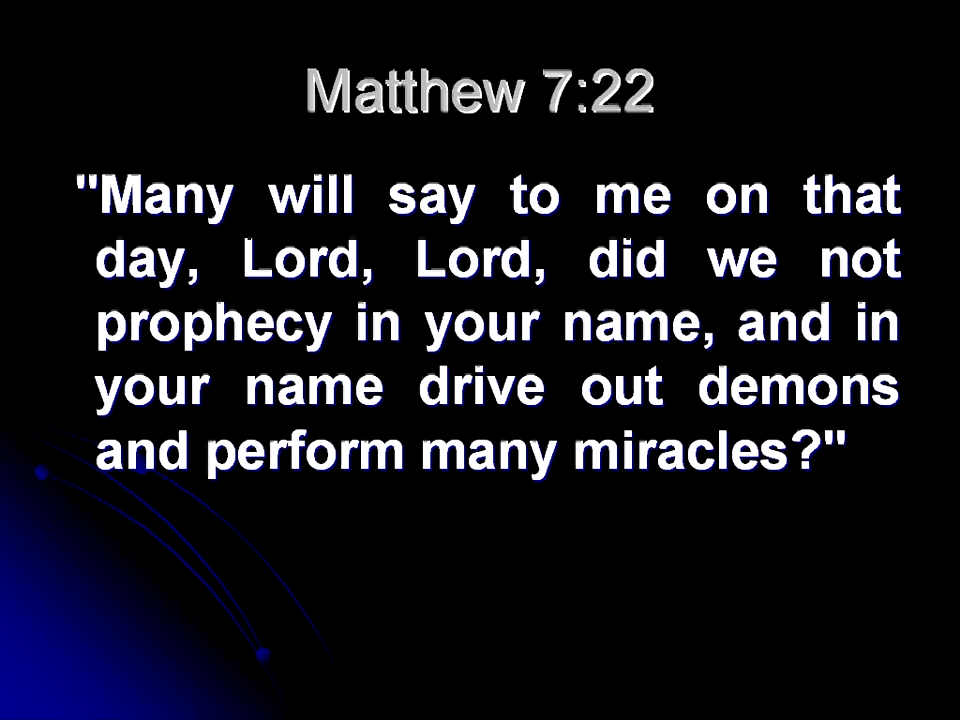 Matthew 7:22
"Many will say to me on that
day, Lord, Lord, did we not
prophecy in your name, and in
your name drive out demons
and perform many miracles?"